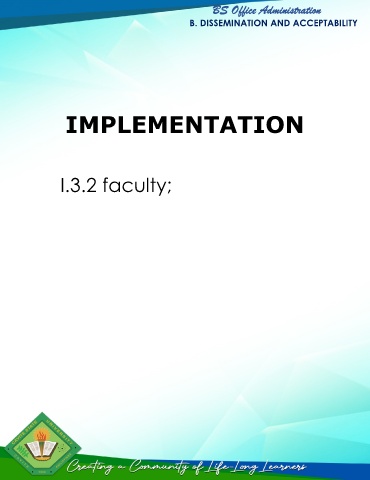 BS Office Administration
B. DISSEMINATION AND ACCEPTABILITY
IMPLEMENTATION
I.3.2 faculty;
Creating a Community of Life Long Learners